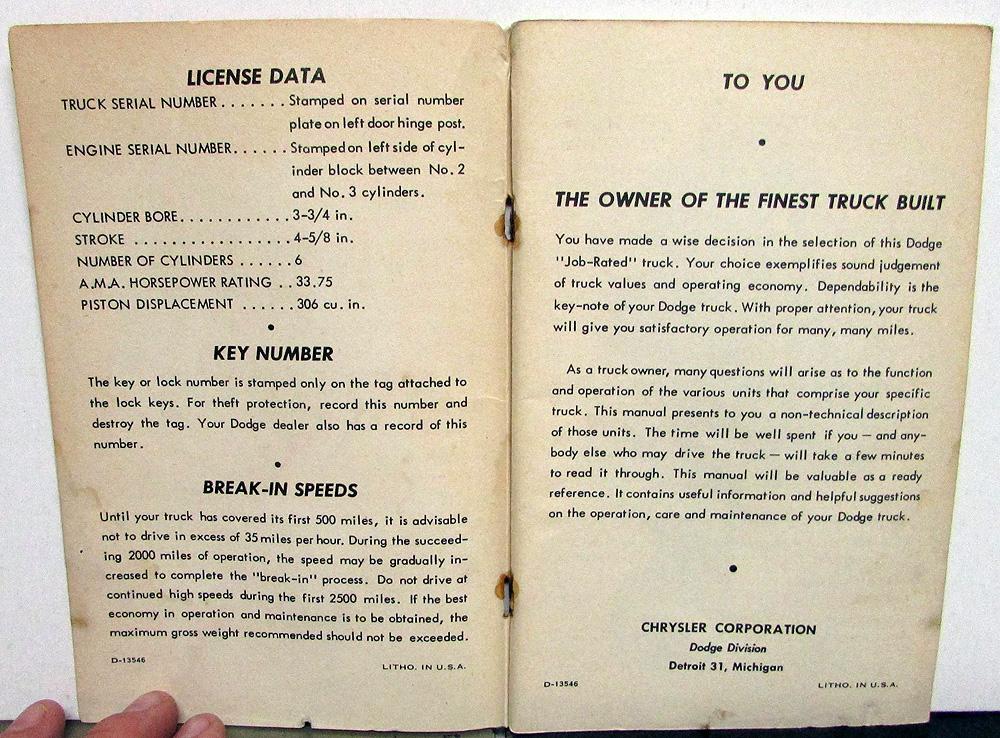 LICENSE DATA
TRUCK SERIAL NUMBER . . . . . . . Stamped on serial number
plate on left door hinge post.
ENGINE SERIAL NUMBER. . . . . . Stamped on left side of cyl-
inder block between No. 2
and No. 3 cylinders.
CYLINDER BORE. . . . . . . . . . . . 3-3/4 in.
STROKE . . . . . . . . . . . . . . . . . 4-5/8 in.
NUMBER OF CYLINDERS . . . . . . 6
A.M.A. HORSEPOWER RATING . . 33.75
PISTON DISPLACEMENT . . . . . . 306 cu. in.
•
KEY NUMBER
The key or lock number is stamped only on the tag attached to
the lock keys. For theft protection, record this number and
destroy the tag. Your Dodge dealer also has a record of this
number.
•
BREAK-IN SPEEDS
Until your truck has covered its first 500 miles, it is advisable
not to drive in excess of 35 miles per hour. During the succeed-
ing 2000 miles of operation, the speed may be gradually in-
creased to complete the "break-in" process. Do not drive at
continued high speeds during the first 2500 miles. If the best
economy in operation and maintenance is to be obtained, the
maximum gross weight recommended should not be exceeded.
D-13546 LITHO. IN U.S.A.
TO YOU
•
THE OWNER OF THE FINEST TRUCK BUILT
You have made a wise decision in the selection of this Dodge
"Job-Rated" truck. Your choice exemplifies sound judgement
of truck values and operating economy. Dependability is the
key-note of your Dodge truck. With proper attention, your truck
will give you satisfactory operation for many, many miles.
As a truck owner, many questions will arise as to the function
and operation of the various units that comprise your specific
truck. This manual presents to you a non-technical description
of those units. The time will be well spent if you — and any-
body else who may drive the truck — will take a few minutes
to read it through. This manual will be valuable as a ready
reference. It contains useful information and helpful suggestions
on the operation, care and maintenance of your Dodge truck.
•
CHRYSLER CORPORATION
Dodge Division
Detroit 31, Michigan
D-13546 LITHO. IN U.S.A.